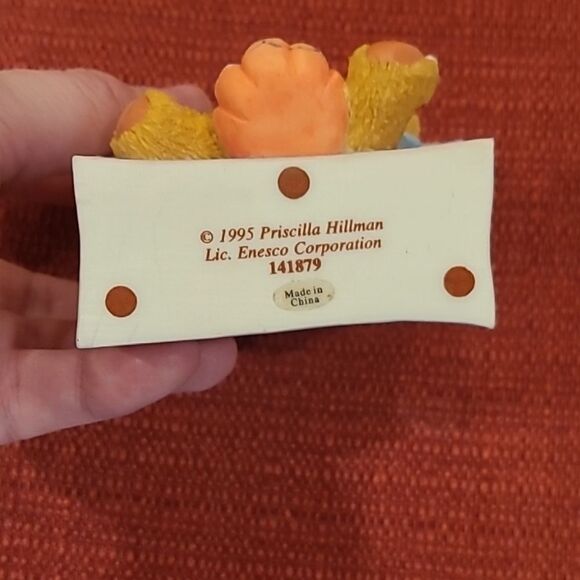 © 1995 Priscilla Hillman
Lic. Enesco Corporation
141879
Made in
China